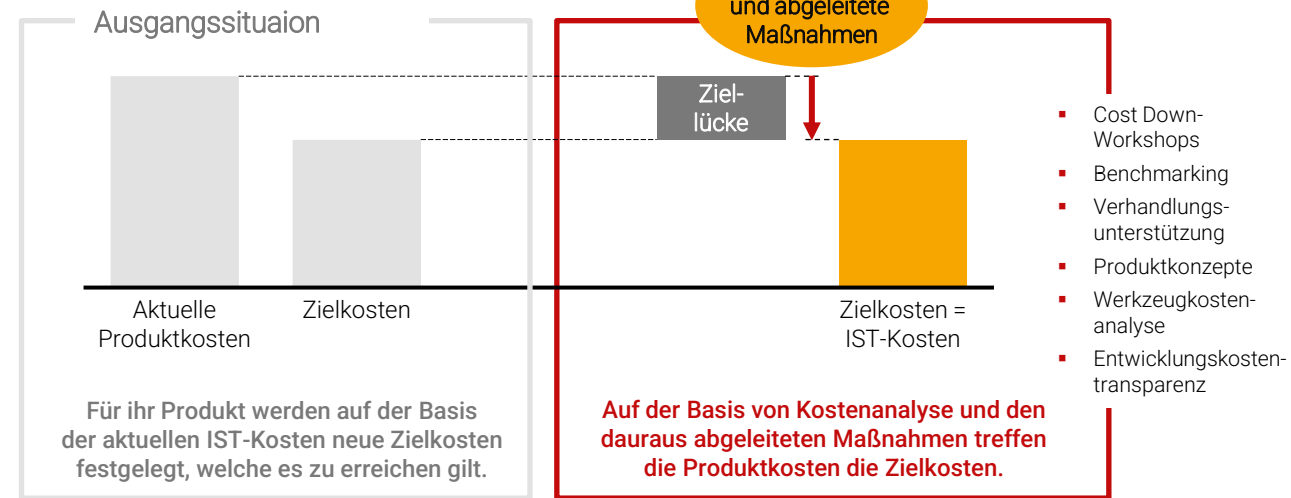 Ausgangssituaion
und abgeleitete
Maßnahmen
Ziel-
lücke
Aktuelle
Produktkosten
Zielkosten
Zielkosten =
IST-Kosten
Für ihr Produkt werden auf der Basis
der aktuellen IST-Kosten neue Zielkosten
festgelegt, welche es zu erreichen gilt.
Auf der Basis von Kostenanalyse und den
dauraus abgeleiteten Maßnahmen treffen
die Produktkosten die Zielkosten.
▪ Cost Down-
Workshops
▪ Benchmarking
▪ Verhandlungs-
unterstützung
▪ Produktkonzepte
▪ Werkzeugkosten-
analyse
▪ Entwicklungskosten-
transparenz